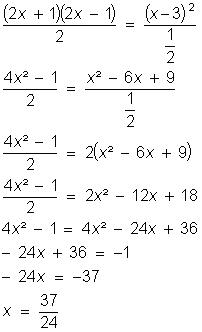 (2x + 1)(2x − 1)/2 = (x−3)²/(1/2)
4x² − 1/2 = x² − 6x + 9/(1/2)
4x² − 1/2 = 2(x² − 6x + 9)
4x² − 1/2 = 2x² − 12x + 18
4x² − 1 = 4x² − 24x + 36
− 24x + 36 = −1
− 24x = −37
x = 37/24